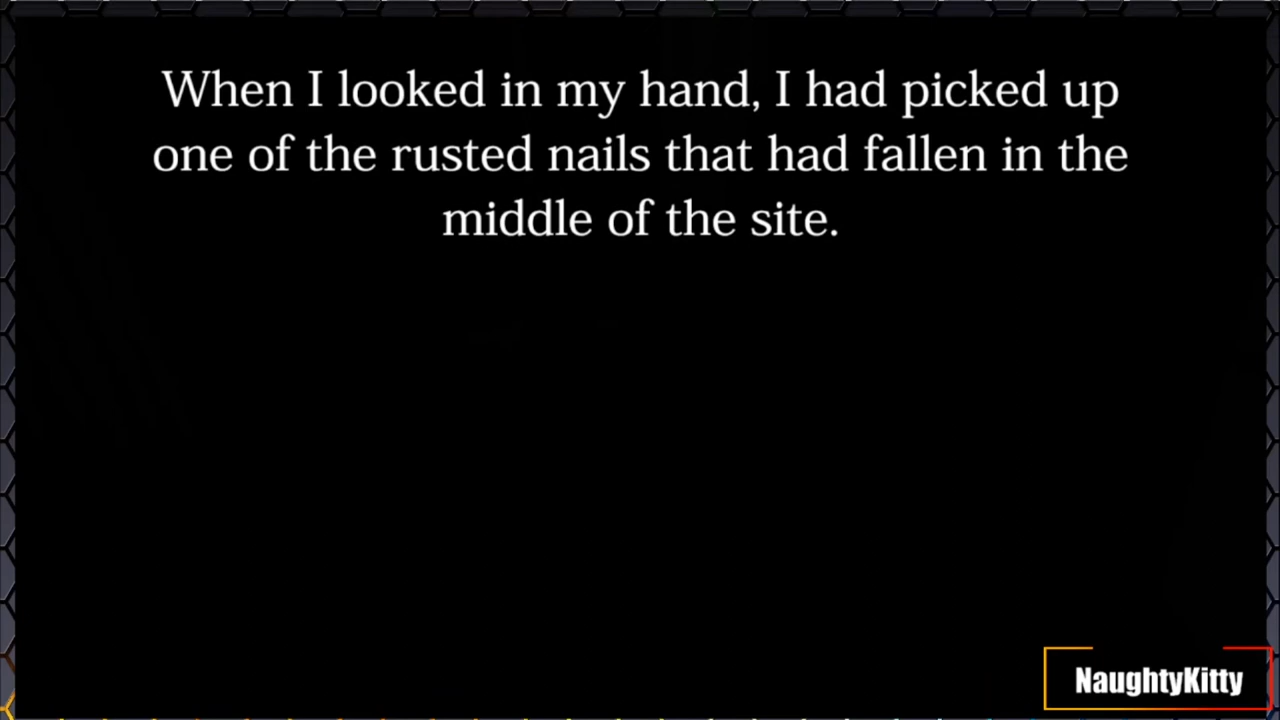 When I looked in my hand, I had picked up
one of the rusted nails that had fallen in the
middle of the site.
NaughtyKitty